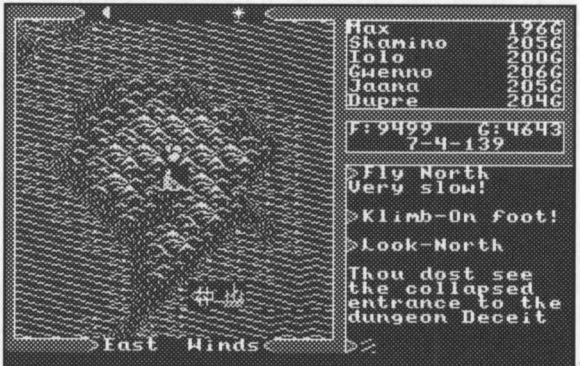 Max 196G
Shamino 205G
Iolo 200G
Gwenno 206G
Jaana 205G
Dupre 204G
F:9499 G:4643
7-4-139
Fly North
Very slow!
Klimb-On foot!
Look-North
Thou dost see
the collapsed
entrance to the
dungeon Deceit
East Winds